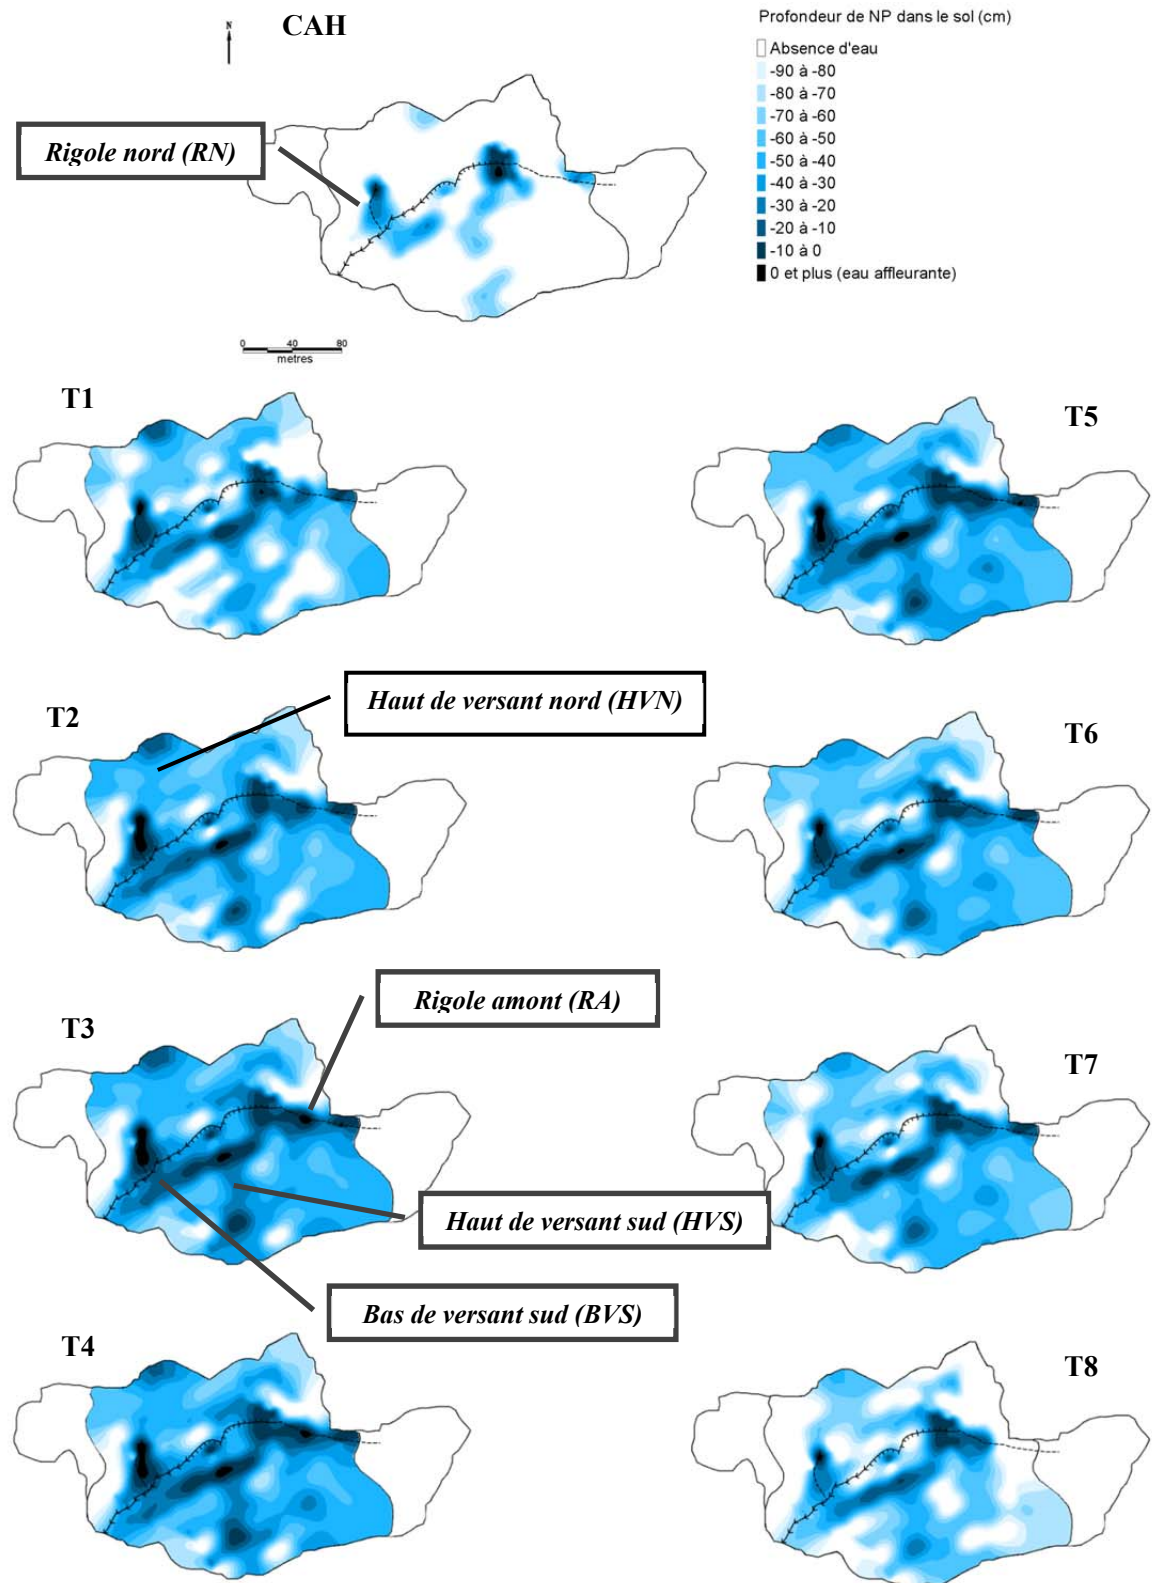 N
CAH
Profondeur de NP dans le sol (cm)
Absence d'eau
-90 à -80
-80 à -70
-70 à -60
-60 à -50
-50 à -40
-40 à -30
-30 à -20
-20 à -10
-10 à 0
0 et plus (eau affleurante)
Rigole nord (RN)
0 40 80
metres
T1
T5
Haut de versant nord (HVN)
T2
T6
Rigole amont (RA)
T3
T7
Haut de versant sud (HVS)
Bas de versant sud (BVS)
T4
T8